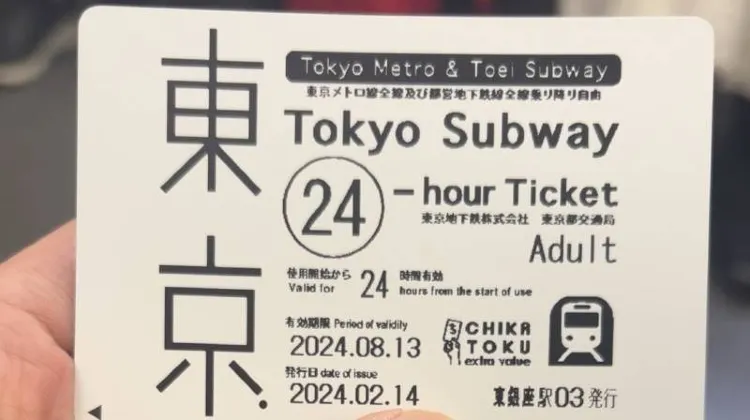 東京
Tokyo Metro & Toei Subway
東京メトロ線全線及び都営地下鉄線全線乗り降り自由
Tokyo Subway
24-hour Ticket
東京地下鉄株式会社 東京都交通局
Adult
使用開始から 24 時間有効
Valid for hours from the start of use
有効期限 Period of validity
2024.08.13
CHIKA
TOKU
extra value
発行日 date of issue
2024.02.14
東銀座駅03発行